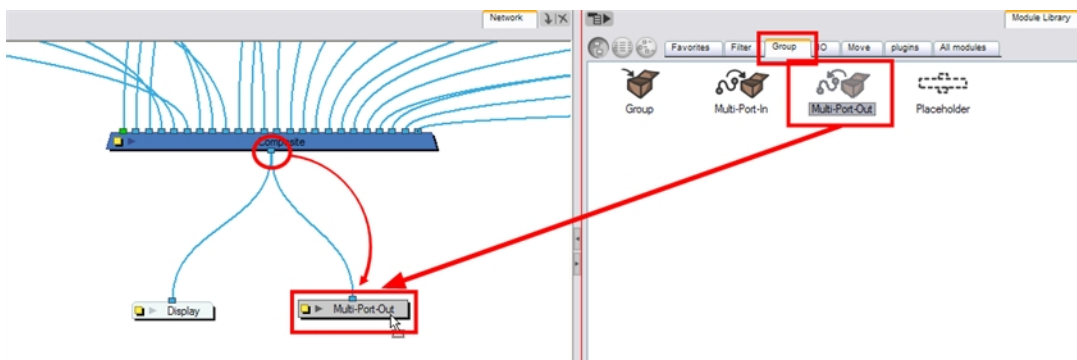 Network
Module Library
Favorites Filter Group IO Move plugins All modules
Group Multi-Port-In Multi-Port-Out Placeholder
Composite
Display Multi-Port-Out